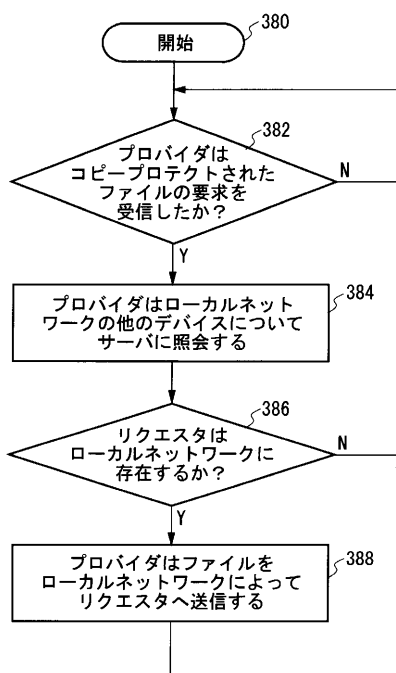 開始
380
382
プロバイダは
コピープロテクトされた
ファイルの要求を
受信したか?
N
Y
384
プロバイダはローカルネット
ワークの他のデバイスについて
サーバに照会する
386
リクエスタは
ローカルネットワークに
存在するか?
N
Y
388
プロバイダはファイルを
ローカルネットワークによって
リクエスタへ送信する